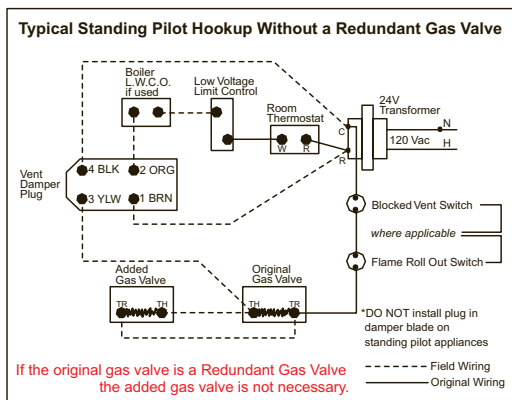 Typical Standing Pilot Hookup Without a Redundant Gas Valve
Boiler
L.W.C.O.
if used
Low Voltage
Limit Control
Room
Thermostat
W
R
24V
Transformer
C
R
N
120 Vac
H
Vent
Damper
Plug
4 BLK
2 ORG
3 YLW
1 BRN
Blocked Vent Switch
where applicable
Flame Roll Out Switch
Added
Gas Valve
TR
TH
Original
Gas Valve
TH
TR
*DO NOT install plug in
damper blade on
standing pilot appliances
If the original gas valve is a Redundant Gas Valve
the added gas valve is not necessary.
Field Wiring
Original Wiring